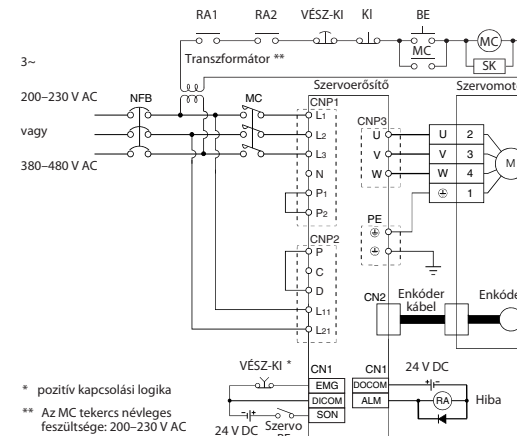 RA1 RA2 VÉSZ-KI KI BE
MC MC
SK
3~ Transzformátor **
Szervoerősítő Szervomot
200–230 V AC NFB MC CNP1
CNP3
L1
vagy L2 U U 2
L3 V V 3 M
380–480 V AC N W W 4
P1 1
P2 PE
CNP2
P
C
D CN2 Enkóder kábel Enkóde
L11
L21
VÉSZ-KI * CN1 CN1 24 V DC
* pozitív kapcsolási logika EMG DOCOM
DICOM ALM RA Hiba
** Az MC tekercs névleges SON
feszültsége: 200–230 V AC 24 V DC Szervo